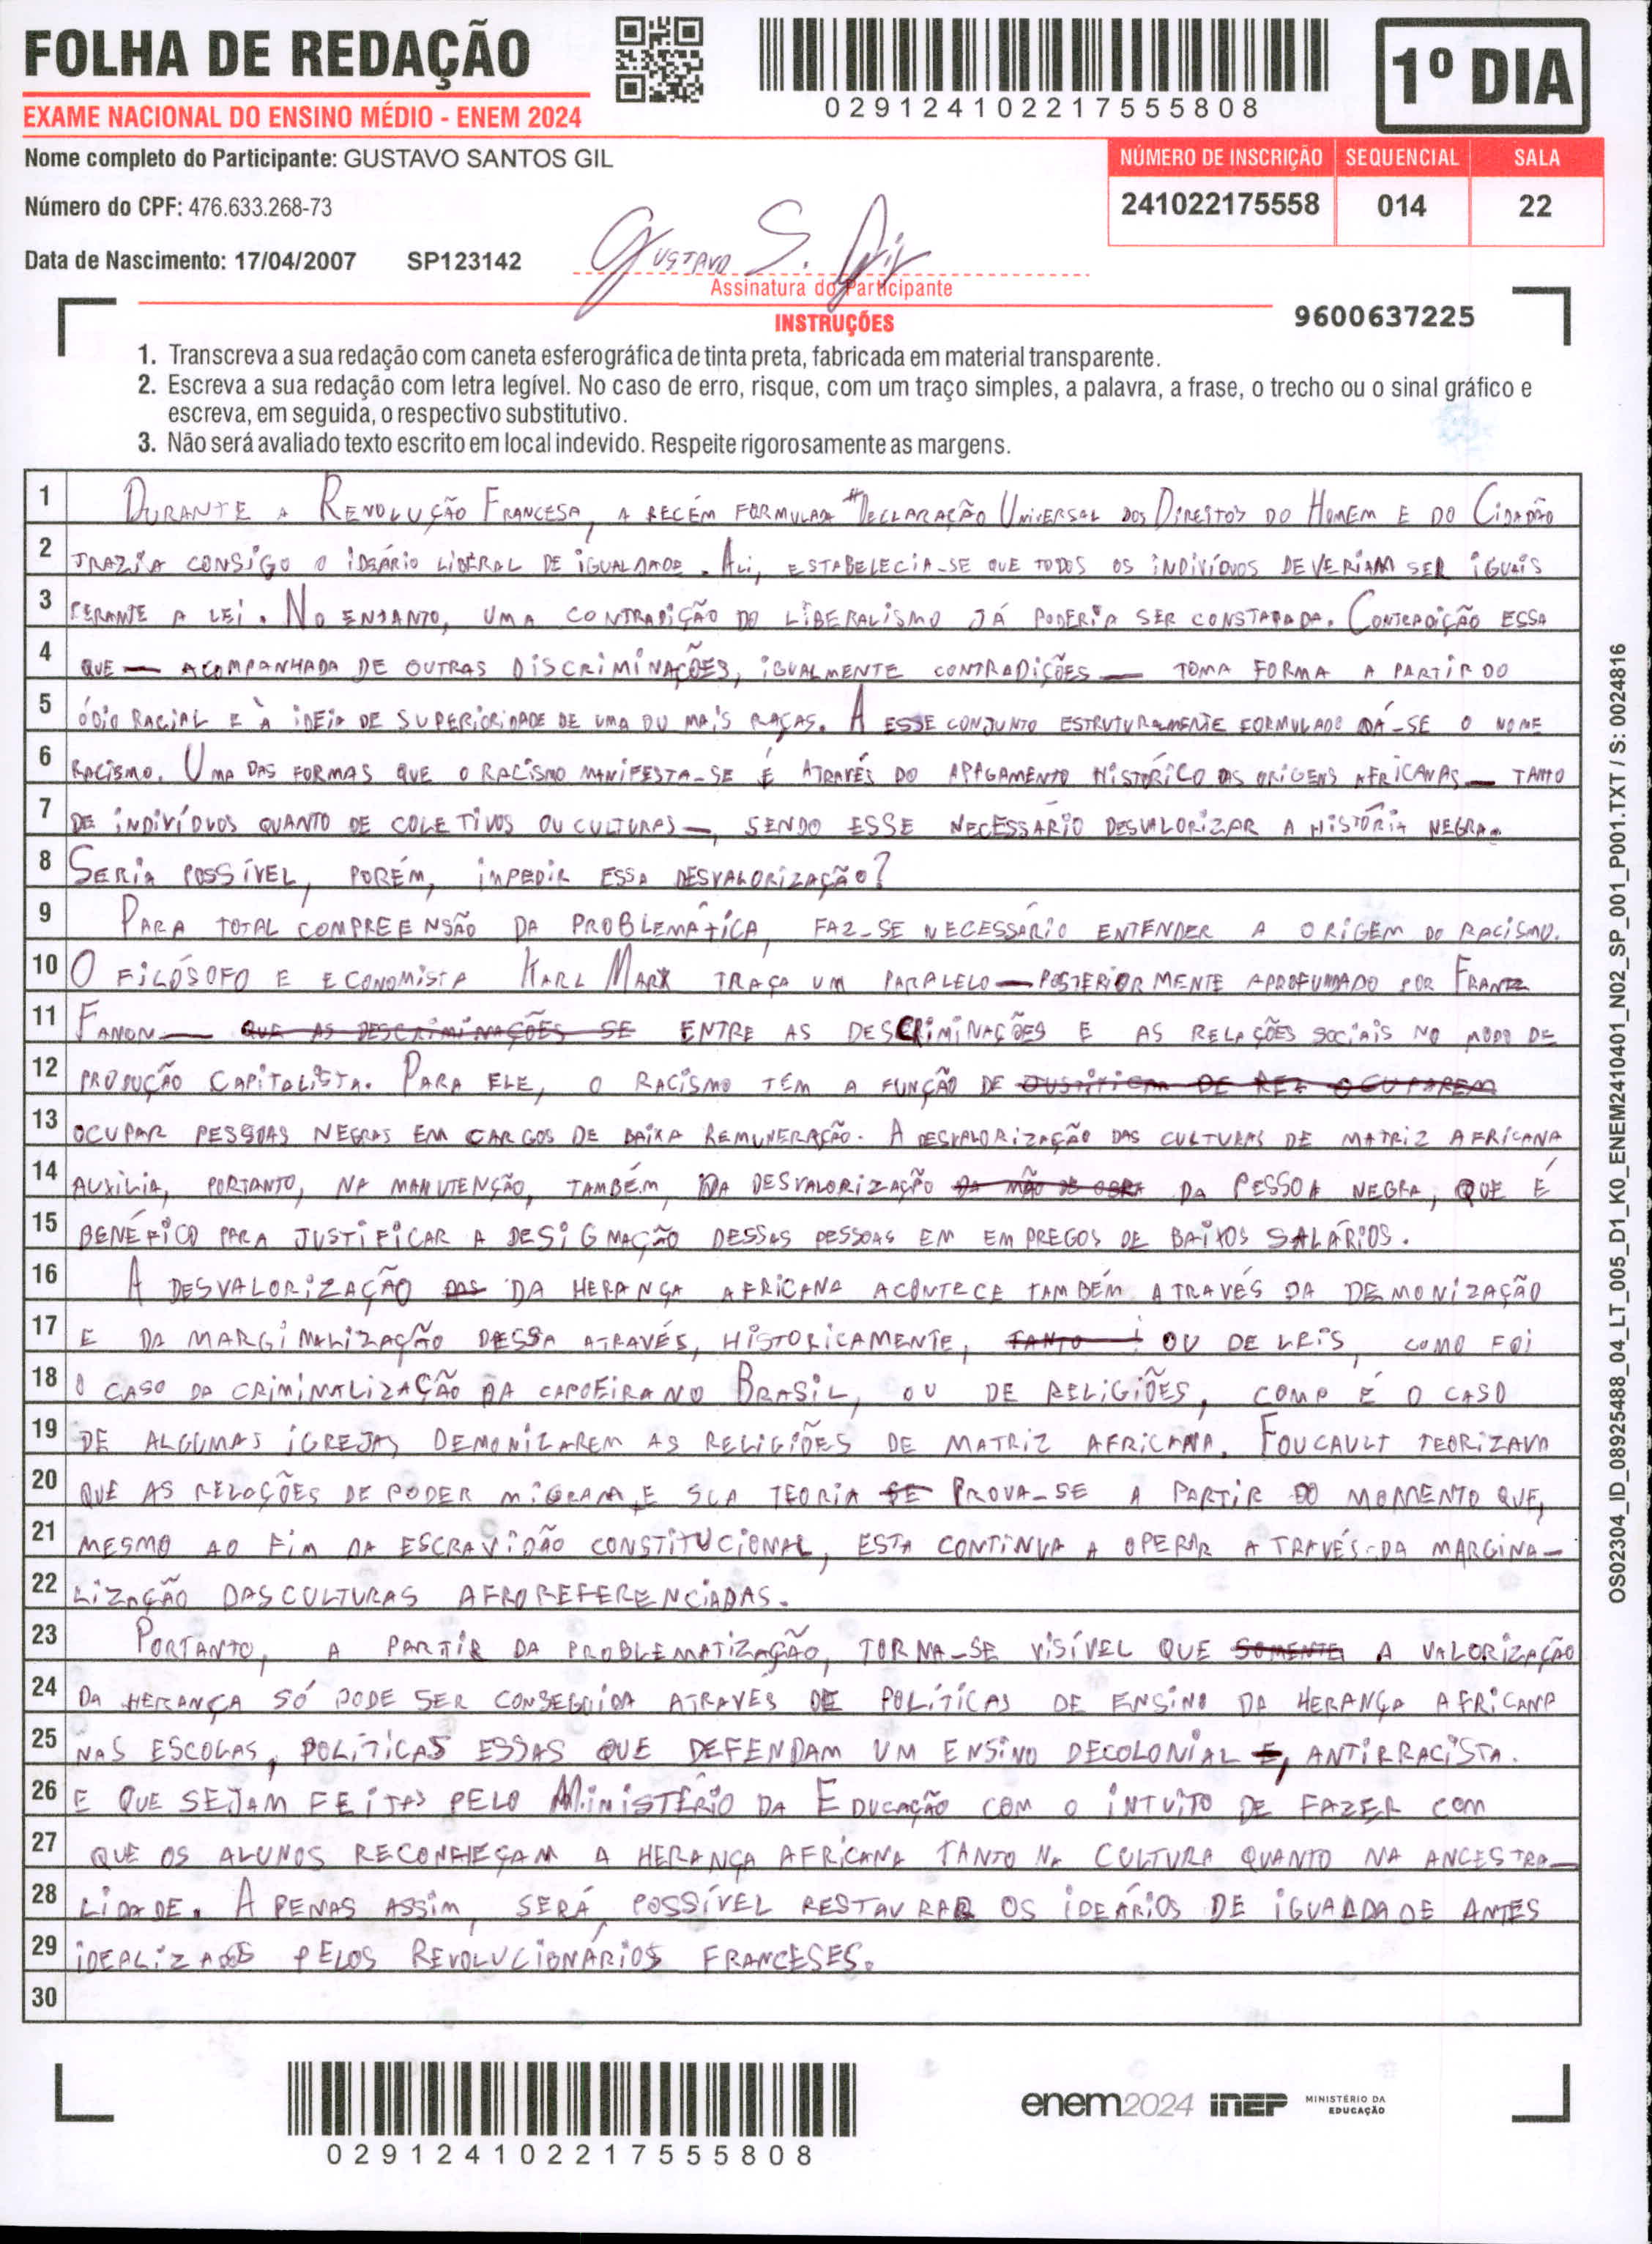 FOLHA DE REDAÇÃO
EXAME NACIONAL DO ENSINO MÉDIO - ENEM 2024
029124102217555808
1º DIA
Nome completo do Participante: GUSTAVO SANTOS GIL
Número do CPF: 476.633.268-73
Data de Nascimento: 17/04/2007 SP123142
NÚMERO DE INSCRIÇÃO SEQUENCIAL SALA
241022175558 014 22
GUSTAVO S. Gil
Assinatura do Participante
INSTRUÇÕES
9600637225
1. Transcreva a sua redação com caneta esferográfica de tinta preta, fabricada em material transparente.
2. Escreva a sua redação com letra legível. No caso de erro, risque, com um traço simples, a palavra, a frase, o trecho ou o sinal gráfico e
escreva, em seguida, o respectivo substitutivo.
3. Não será avaliado texto escrito em local indevido. Respeite rigorosamente as margens.
1 DURANTE A REVOLUÇÃO FRANCESA, A RECÉM FORMULADA DECLARAÇÃO UNIVERSAL DOS DIREITOS DO HOMEM E DO CIDADÃO
2 TRAZIA CONSIGO O IDEÁRIO LIBERAL DE IGUALDADE. ALI, ESTABELECIA-SE QUE TODOS OS INDIVÍDUOS DEVERIAM SER IGUAIS
3 PERANTE A LEI. NO ENTANTO, UMA CONTRADIÇÃO DO LIBERALISMO JÁ PODERIA SER CONSTATADA. CONTRADIÇÃO ESSA
4 QUE — ACOMPANHADA DE OUTRAS DISCRIMINAÇÕES, IGUALMENTE CONTRADIÇÕES — TOMA FORMA A PARTIR DO
5 ÓDIO RACIAL E À IDEIA DE SUPERIORIDADE DE UMA OU MAIS RAÇAS. A ESSE CONJUNTO ESTRUTURALMENTE FORMULADO DÁ-SE O NOME
6 RACISMO. UMA DAS FORMAS QUE O RACISMO MANIFESTA-SE É ATRAVÉS DO APAGAMENTO HISTÓRICO DAS ORIGENS AFRICANAS — TANTO
7 DE INDIVÍDUOS QUANTO DE COLETIVOS OU CULTURAS —, SENDO ESSE NECESSÁRIO DESVALORIZAR A HISTÓRIA NEGRA.
8 SERIA POSSÍVEL, PORÉM, IMPEDIR ESSA DESVALORIZAÇÃO?
9 PARA TOTAL COMPREENSÃO DA PROBLEMÁTICA, FAZ-SE NECESSÁRIO ENTENDER A ORIGEM DO RACISMO.
10 O FILÓSOFO E ECONOMISTA KARL MARX TRAÇA UM PARALELO — POSTERIORMENTE APROFUNDADO POR FRANTZ
11 FANON — QUE AS DESCRIMINAÇÕES SE ENTRE AS DESCRIMINAÇÕES E AS RELAÇÕES SOCIAIS NO MODO DE
12 PRODUÇÃO CAPITALISTA. PARA ELE, O RACISMO TEM A FUNÇÃO DE
13 OCUPAR PESSOAS NEGRAS EM CARGOS DE BAIXA REMUNERAÇÃO. A DESVALORIZAÇÃO DAS CULTURAS DE MATRIZ AFRICANA
14 AUXILIA, PORTANTO, NA MANUTENÇÃO, TAMBÉM, DA DESVALORIZAÇÃO DA MÃO DE OBRA DA PESSOA NEGRA, QUE É
15 BENÉFICO PARA JUSTIFICAR A DESIGNAÇÃO DESSAS PESSOAS EM EMPREGOS DE BAIXOS SALÁRIOS.
16 A DESVALORIZAÇÃO DAS DA HERANÇA AFRICANA ACONTECE TAMBÉM ATRAVÉS DA DEMONIZAÇÃO
17 E DA MARGINALIZAÇÃO DESSA ATRAVÉS, HISTORICAMENTE, TANTO OU DE LEIS, COMO FOI
18 O CASO DA CRIMINALIZAÇÃO DA CAPOEIRA NO BRASIL, OU DE RELIGIÕES, COMO É O CASO
19 DE ALGUMAS IGREJAS DEMONIZAREM AS RELIGIÕES DE MATRIZ AFRICANA. FOUCAULT TEORIZAVA
20 QUE AS RELAÇÕES DE PODER MIGRAM, E SUA TEORIA SE PROVA-SE A PARTIR DO MOMENTO QUE,
21 MESMO AO FIM DA ESCRAVIDÃO CONSTITUCIONAL, ESTA CONTINUA A OPERAR ATRAVÉS DA MARGINA-
22 LIZAÇÃO DAS CULTURAS AFROREFERENCIADAS.
23 PORTANTO, A PARTIR DA PROBLEMATIZAÇÃO, TORNA-SE VISÍVEL QUE SOMENTE A VALORIZAÇÃO
24 DA HERANÇA SÓ PODE SER CONSEGUIDA ATRAVÉS DE POLÍTICAS DE ENSINO DA HERANÇA AFRICANA
25 NAS ESCOLAS, POLÍTICAS ESSAS QUE DEFENDAM UM ENSINO DECOLONIAL E, ANTIRRACISTA.
26 E QUE SEJAM FEITAS PELO MINISTÉRIO DA EDUCAÇÃO COM O INTUITO DE FAZER COM
27 QUE OS ALUNOS RECONHEÇAM A HERANÇA AFRICANA TANTO NA CULTURA QUANTO NA ANCESTRA-
28 LIDADE. APENAS ASSIM, SERÁ POSSÍVEL RESTAURAR OS IDEÁRIOS DE IGUALDADE ANTES
29 IDEALIZADOS PELOS REVOLUCIONÁRIOS FRANCESES.
30
OS02304_ID_08925488_04_LT_005_D1_K0_ENEM2410401_N02_SP_001_P001.TXT / S: 0024816
029124102217555808
enem2024 inep MINISTÉRIO DA
EDUCAÇÃO